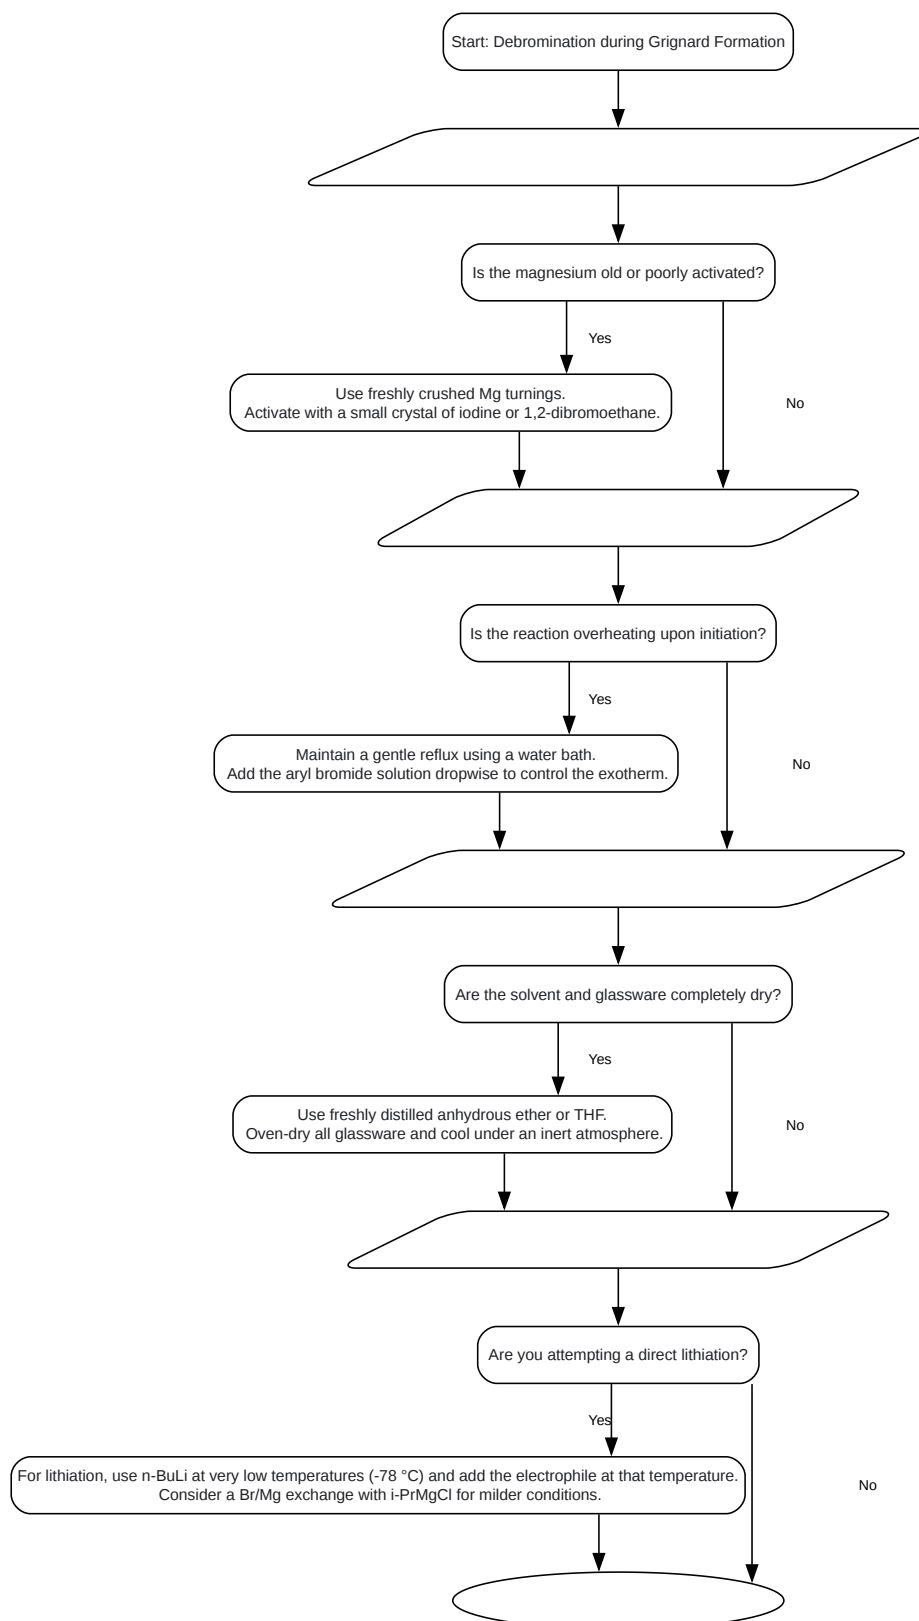 Start: Debromination during Grignard Formation
Is the magnesium old or poorly activated?
Yes
Use freshly crushed Mg turnings.
Activate with a small crystal of iodine or 1,2-dibromoethane.
No
Is the reaction overheating upon initiation?
Yes
Maintain a gentle reflux using a water bath.
Add the aryl bromide solution dropwise to control the exotherm.
No
Are the solvent and glassware completely dry?
Yes
Use freshly distilled anhydrous ether or THF.
Oven-dry all glassware and cool under an inert atmosphere.
No
Are you attempting a direct lithiation?
Yes
For lithiation, use n-BuLi at very low temperatures (-78 °C) and add the electrophile at that temperature.
Consider a Br/Mg exchange with i-PrMgCl for milder conditions.
No